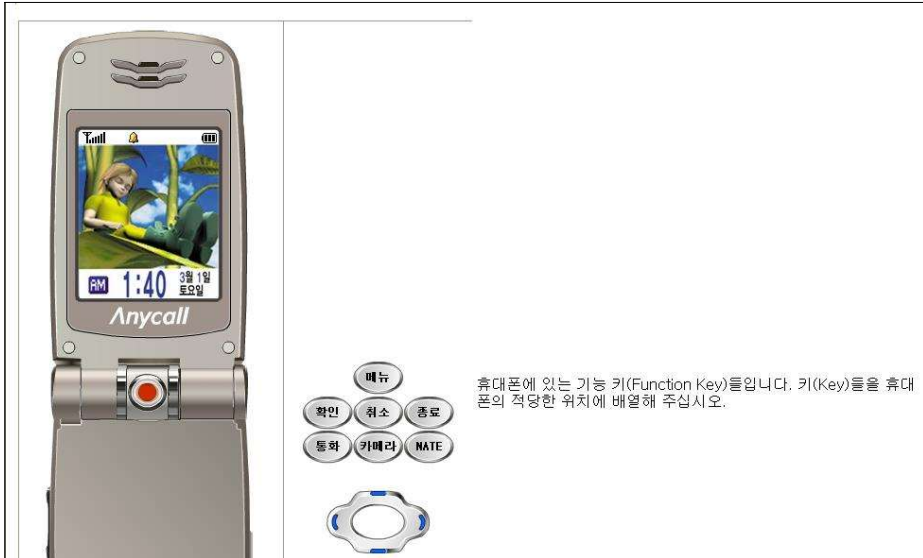 AM 1:40 3월 1일
토요일
Anycall
메뉴
확인 취소 종료
통화 카메라 NATE
휴대폰에 있는 기능 키(Function Key)들입니다. 키(Key)들을 휴대
폰의 적당한 위치에 배열해 주십시오.